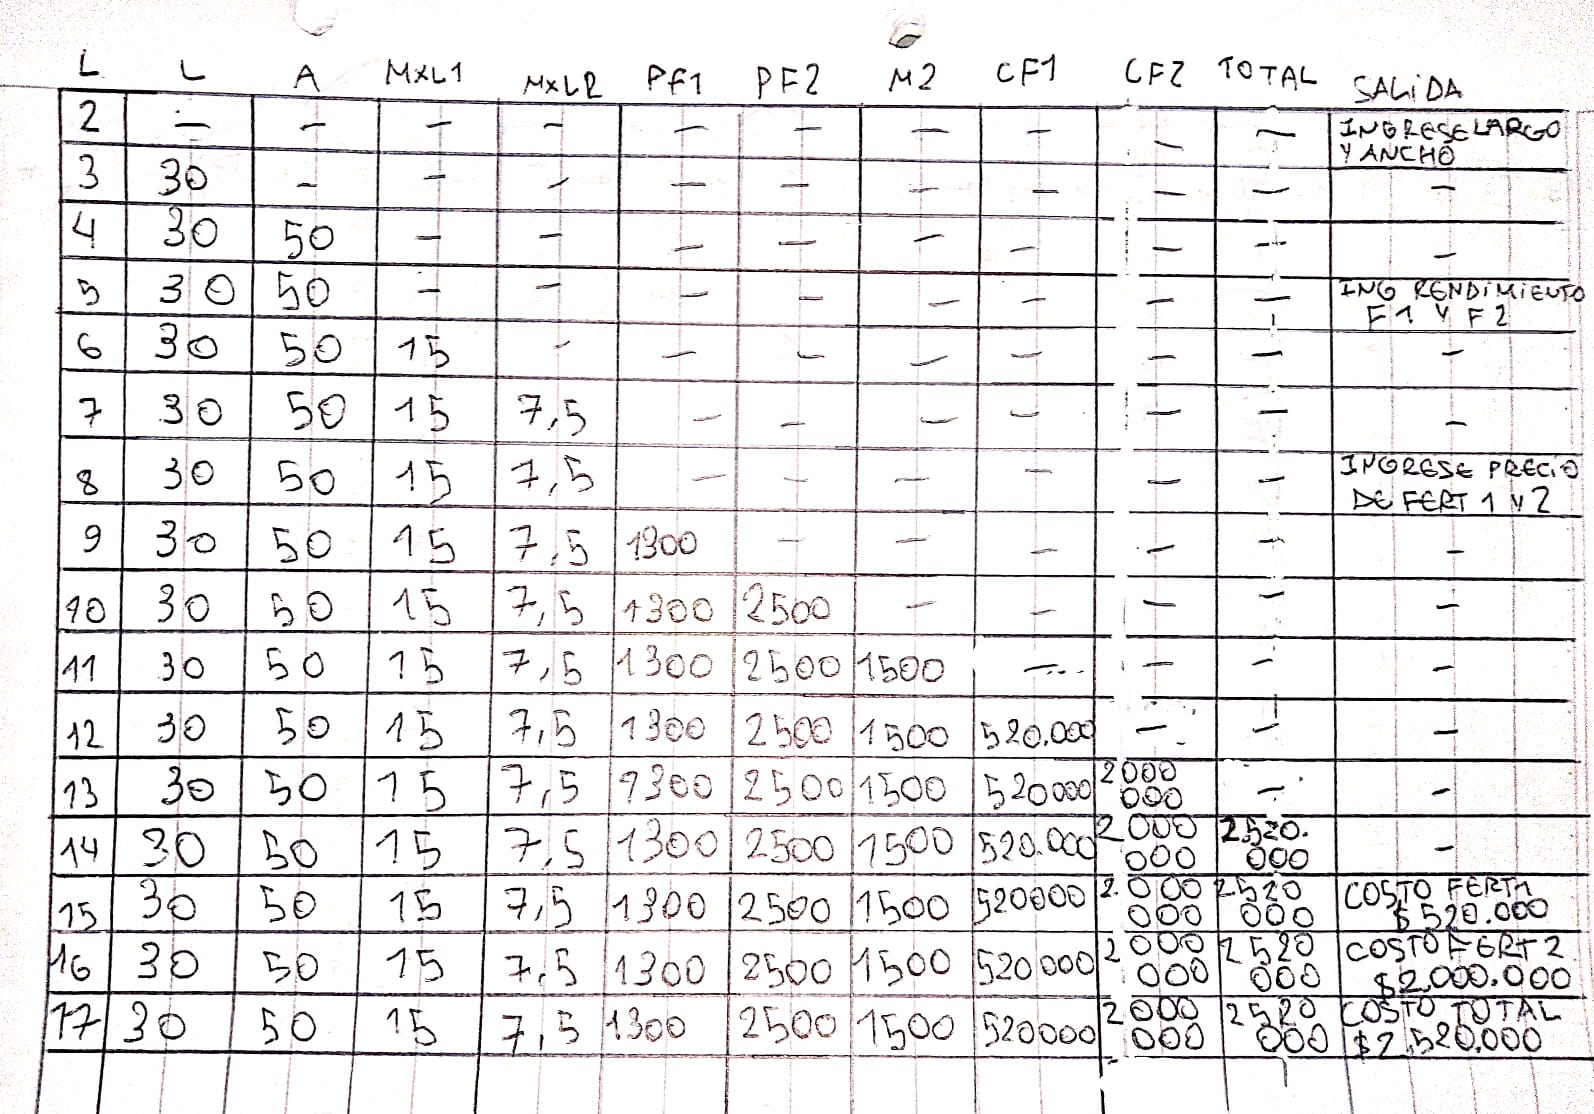 L L A MxL1 MxL2 PF1 PF2 M2 CF1 CF2 TOTAL SALIDA
2 — — — — — — — — — — INGRESE LARGO
Y ANCHO
3 30 — — — — — — — — — —
4 30 50 — — — — — — — — —
5 30 50 — — — — — — — — ING RENDIMIENTO
F1 Y F2
6 30 50 15 — — — — — — — —
7 30 50 15 7,5 — — — — — — —
8 30 50 15 7,5 — — — — — — INGRESE PRECIO
DE FERT 1 Y 2
9 30 50 15 7,5 1300 — — — — — —
10 30 50 15 7,5 1300 2500 — — — — —
11 30 50 15 7,5 1300 2500 1500 — — — —
12 30 50 15 7,5 1300 2500 1500 520.000 — — —
13 30 50 15 7,5 1300 2500 1500 520000 2000 — —
000
14 30 50 15 7,5 1300 2500 1500 520.000 2000 2520. —
000 000
15 30 50 15 7,5 1300 2500 1500 520000 2.000 2520 COSTO FERT1
000 000 $520.000
16 30 50 15 7,5 1300 2500 1500 520000 2000 2520 COSTO FERT 2
000 000 $2.000.000
17 30 50 15 7,5 1300 2500 1500 520000 2000 2520 COSTO TOTAL
000 000 $2.520.000